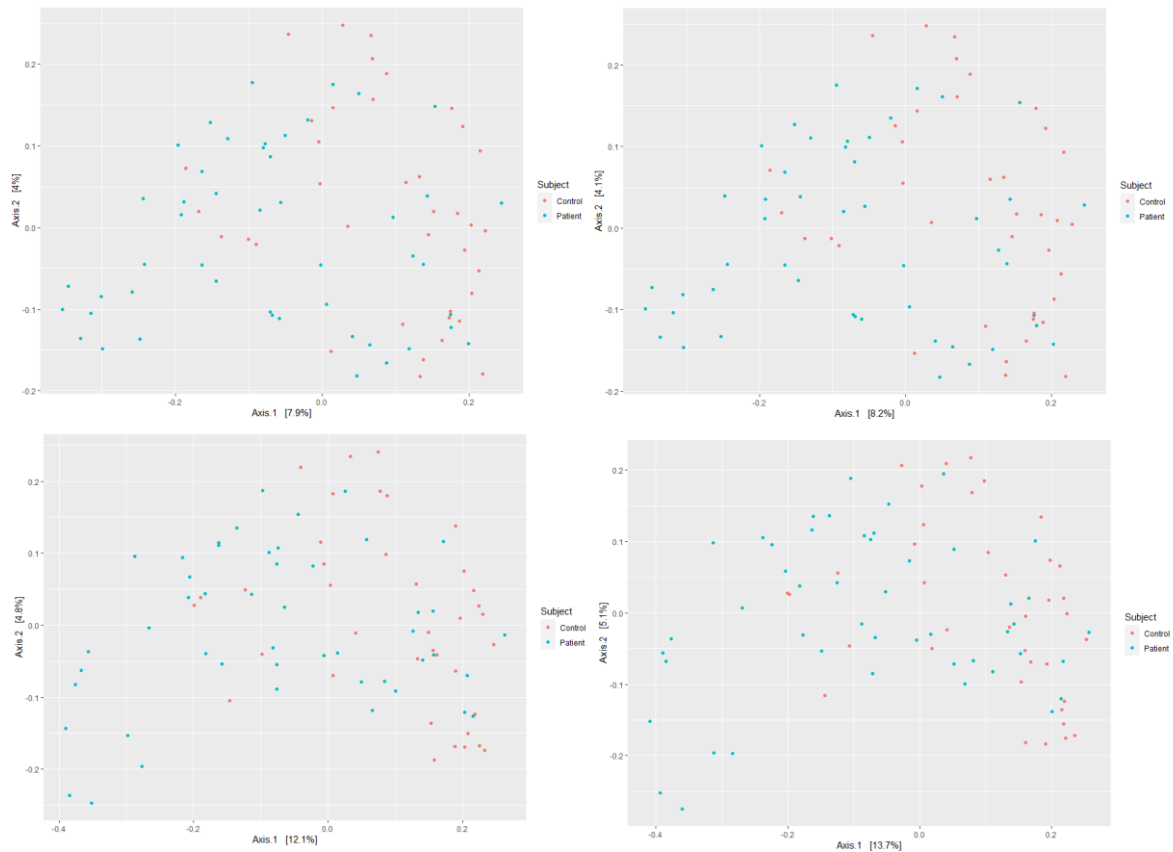 0.2
0.1
0.0
-0.1
-0.2
Axis.2 [4%]
-0.2
0.0
0.2
Axis.1 [7.9%]
Subject
Control
Patient
0.2
0.1
0.0
-0.1
-0.2
Axis.2 [4.1%]
-0.2
0.0
0.2
Axis.1 [8.2%]
Subject
Control
Patient
0.2
0.1
0.0
-0.1
-0.2
Axis.2 [4.8%]
-0.4
-0.2
0.0
0.2
Axis.1 [12.1%]
Subject
Control
Patient
0.2
0.1
0.0
-0.1
-0.2
Axis.2 [5.1%]
-0.4
-0.2
0.0
0.2
Axis.1 [13.7%]
Subject
Control
Patient